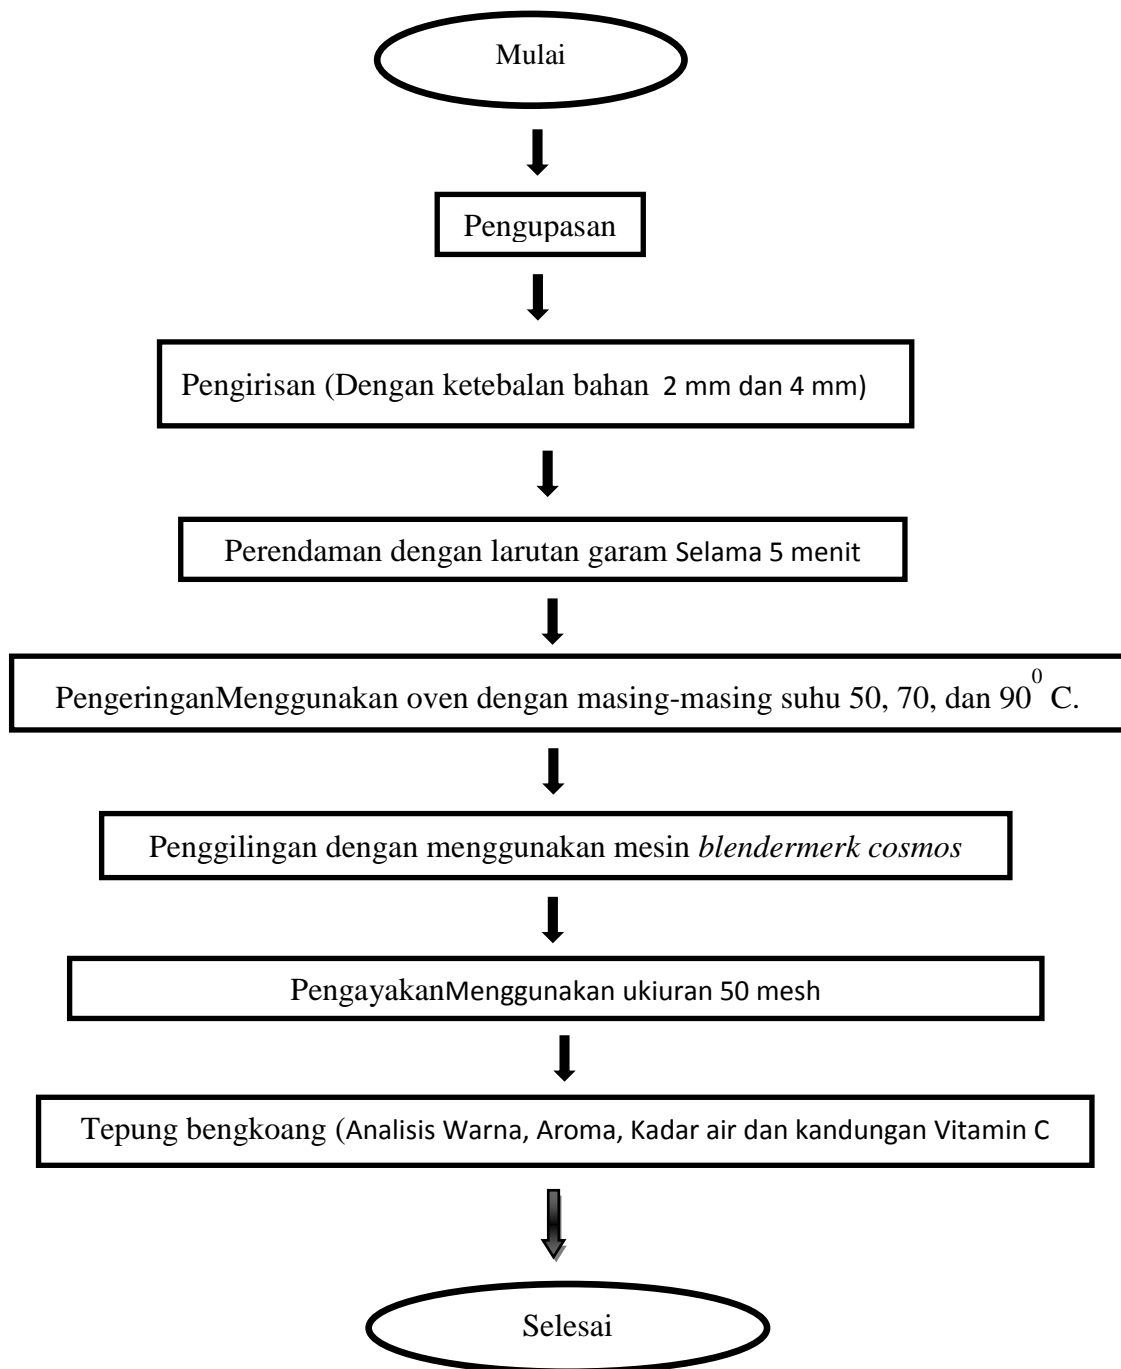 Mulai
Pengupasan
Pengirisan (Dengan ketebalan bahan 2 mm dan 4 mm)
Perendaman dengan larutan garam Selama 5 menit
PengeringanMenggunakan oven dengan masing-masing suhu 50, 70, dan 90⁰ C.
Penggilingan dengan menggunakan mesin blendermerk cosmos
PengayakanMenggunakan ukiuran 50 mesh
Tepung bengkoang (Analisis Warna, Aroma, Kadar air dan kandungan Vitamin C
Selesai